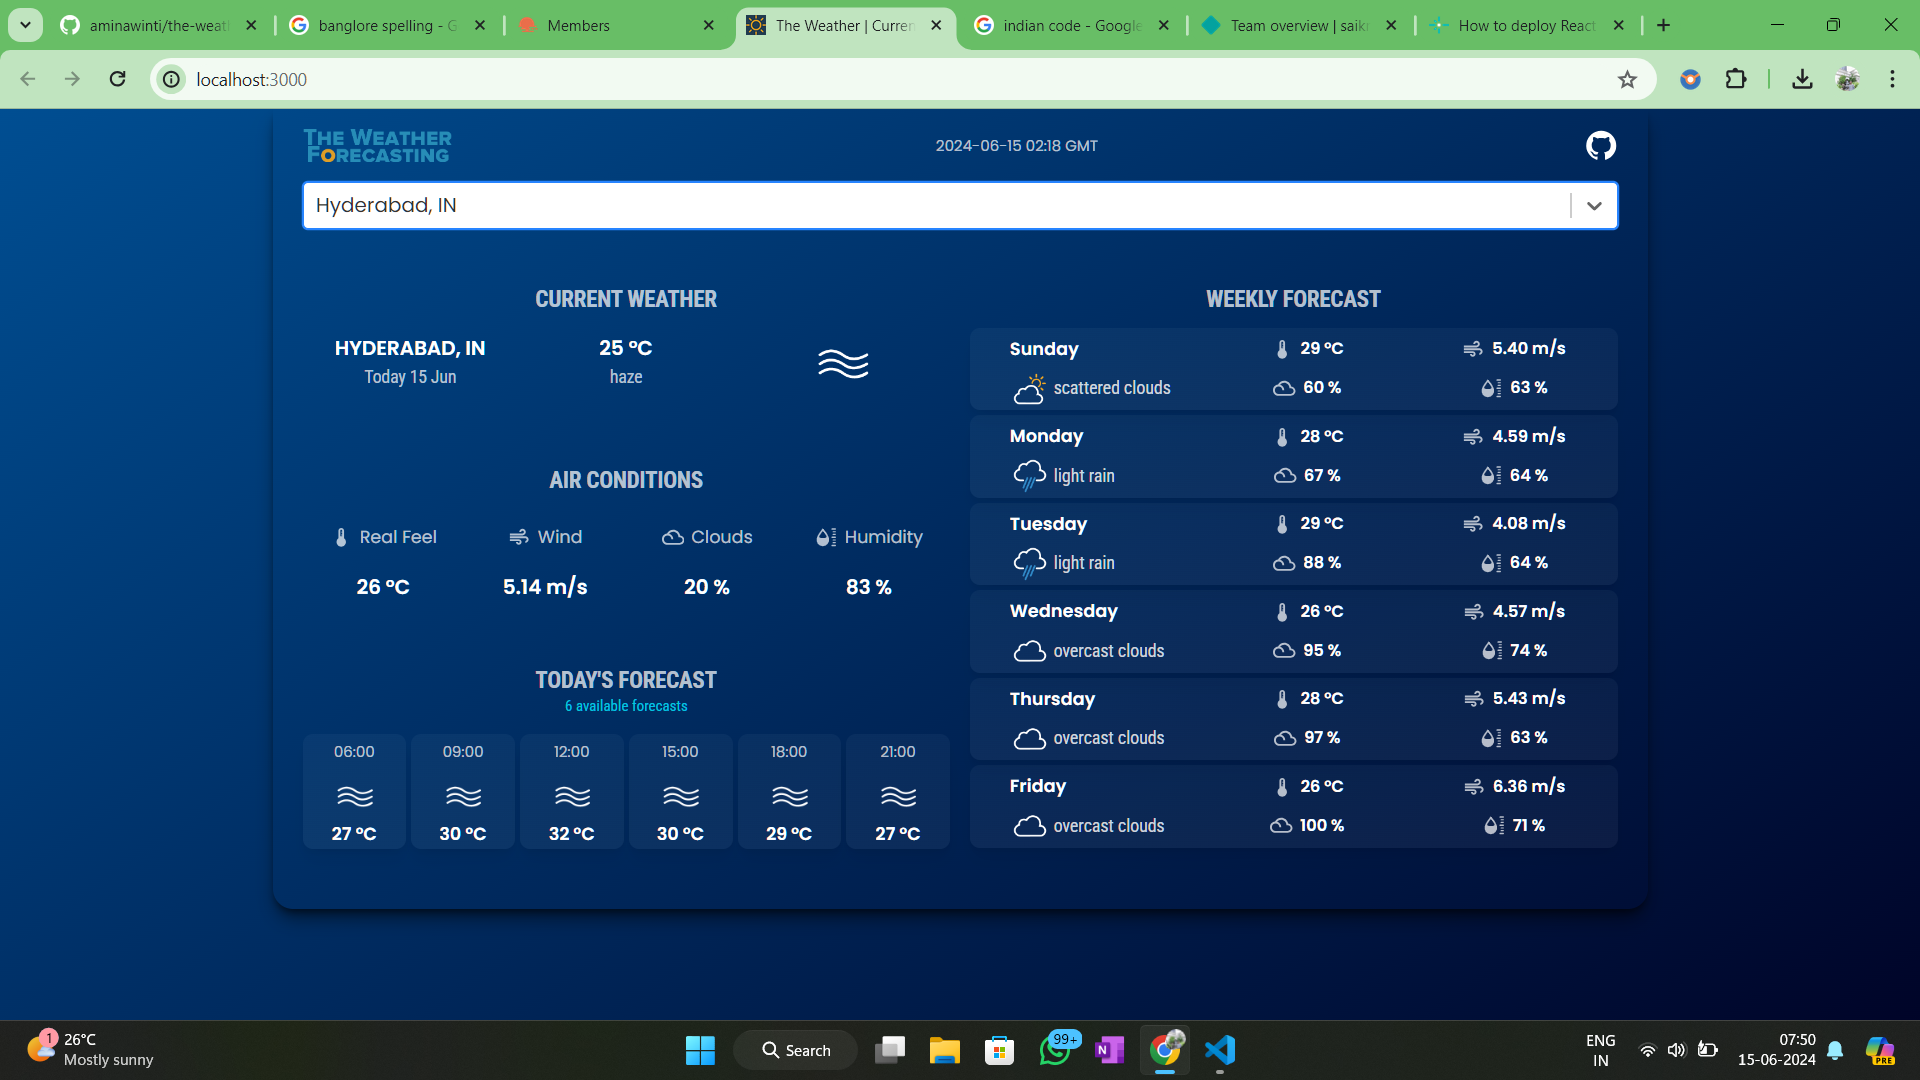 aminawinti/the-weat
banglore spelling - G
Members
The Weather | Curren
indian code - Google
Team overview | saik
How to deploy React
localhost:3000
THE WEATHER
FORECASTING
2024-06-15 02:18 GMT
Hyderabad, IN
CURRENT WEATHER
HYDERABAD, IN
Today 15 Jun
25 °C
haze
AIR CONDITIONS
Real Feel
Wind
Clouds
Humidity
26 °C
5.14 m/s
20 %
83 %
TODAY'S FORECAST
6 available forecasts
06:00
09:00
12:00
15:00
18:00
21:00
27 °C
30 °C
32 °C
30 °C
29 °C
27 °C
WEEKLY FORECAST
Sunday
29 °C
5.40 m/s
scattered clouds
60 %
63 %
Monday
28 °C
4.59 m/s
light rain
67 %
64 %
Tuesday
29 °C
4.08 m/s
light rain
88 %
64 %
Wednesday
26 °C
4.57 m/s
overcast clouds
95 %
74 %
Thursday
28 °C
5.43 m/s
overcast clouds
97 %
63 %
Friday
26 °C
6.36 m/s
overcast clouds
100 %
71 %
1
26°C
Mostly sunny
Search
99+
N
ENG
IN
07:50
15-06-2024
PRE